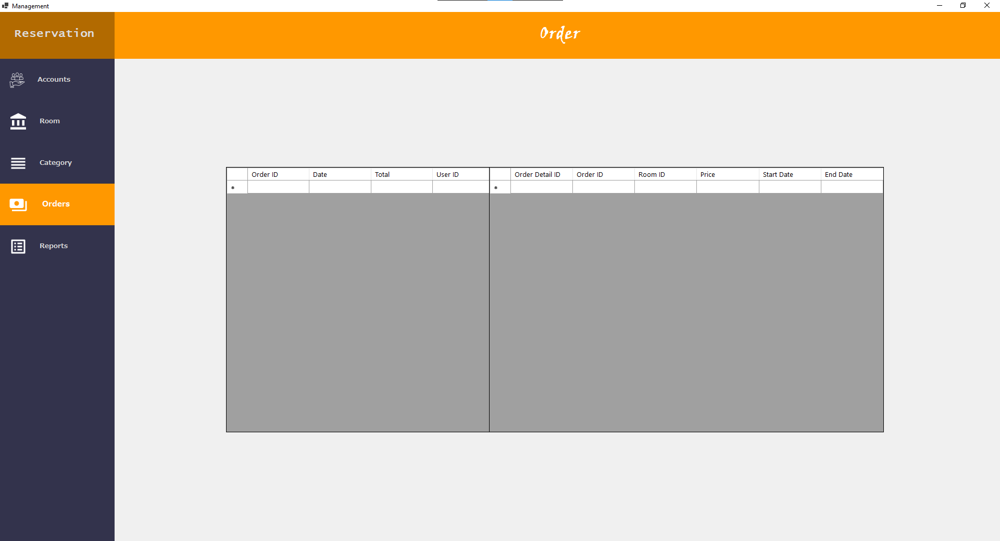 Management
Reservation
Order
Accounts
Room
Category
Orders
Reports
Order ID Date Total User ID
Order Detail ID Order ID Room ID Price Start Date End Date